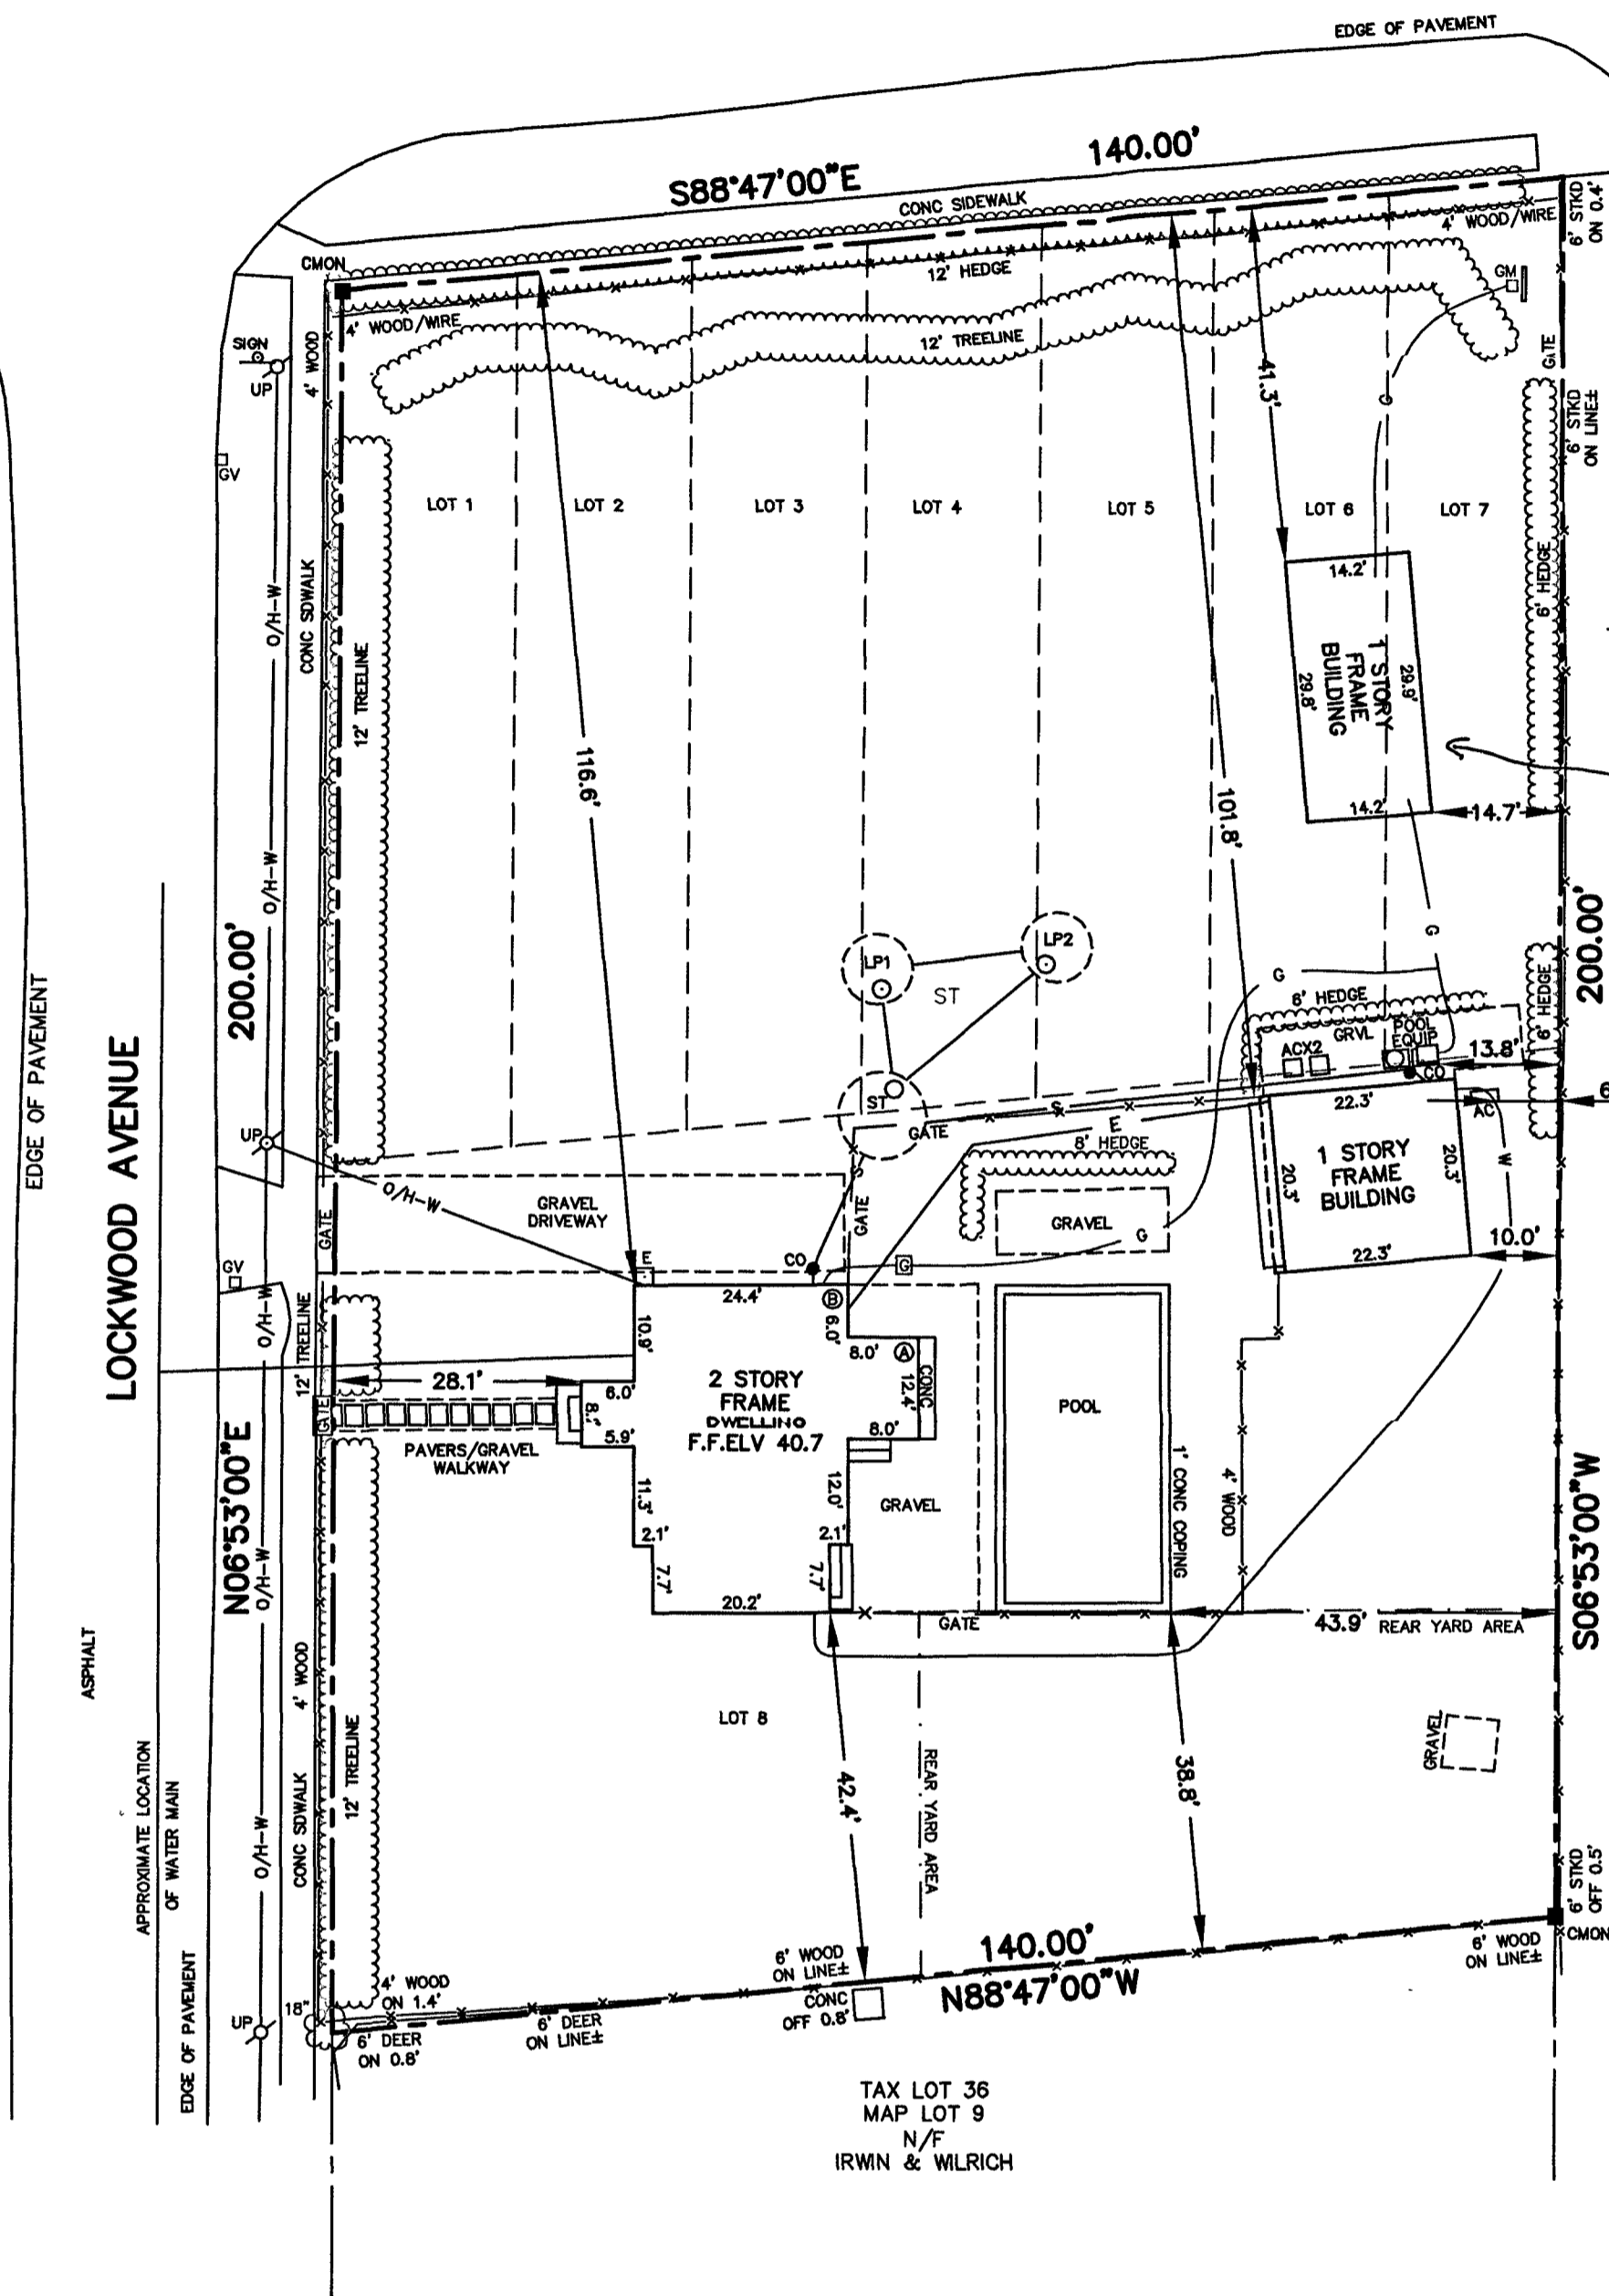 EDGE OF PAVEMENT
S88°47'00"E
140.00'
CONC SIDEWALK
CMON
4' WOOD/WIRE
12' HEDGE
4' WOOD/WIRE
6' STKD
ON 0.4'
SIGN
UP
4' WOOD
12' TREELINE
GM
GATE
6' STKD
ON LINE±
GV
41.3'
G
LOT 1
LOT 2
LOT 3
LOT 4
LOT 5
LOT 6
LOT 7
O/H-W
CONC SDWALK
12' TREELINE
14.2'
1 STORY
FRAME
BUILDING
29.9'
29.8'
14.2'
14.7'
6' HEDGE
116.6'
101.8'
O/H-W
200.00'
200.00'
LP1
LP2
ST
G
G
6' HEDGE
6' HEDGE
GRVL
POOL
EQUIP
ACX2
13.8'
CO
EDGE OF PAVEMENT
LOCKWOOD AVENUE
UP
ST
S
GATE
E
8' HEDGE
22.3'
AC
6
1 STORY
FRAME
BUILDING
20.3'
20.3'
W
22.3'
10.0'
O/H-W
GRAVEL
DRIVEWAY
S
GATE
GATE
GRAVEL
G
GV
E
CO
G
24.4'
B
6.0'
O/H-W
12' TREELINE
10.9'
8.0'
A
CONC
12.4'
28.1'
6.0'
2 STORY
FRAME
DWELLING
F.F.ELV 40.7
POOL
GATE
5.9'
8.0'
PAVERS/GRAVEL
WALKWAY
N06°53'00"E
11.3'
12.0'
GRAVEL
1' CONC COPING
4' WOOD
S06°53'00"W
O/H-W
2.1'
2.1'
7.7'
7.7'
20.2'
GATE
43.9'
REAR YARD AREA
ASPHALT
4' WOOD
LOT 8
GRAVEL
12' TREELINE
42.4'
REAR YARD AREA
38.8'
APPROXIMATE LOCATION
OF WATER MAIN
O/H-W
CONC SDWALK
6' STKD
OFF 0.5'
CMON
EDGE OF PAVEMENT
6' WOOD
ON LINE±
140.00'
N88°47'00"W
6' WOOD
ON LINE±
4' WOOD
ON 1.4'
18"
UP
6' DEER
ON 0.8'
6' DEER
ON LINE±
CONC
OFF 0.8'
TAX LOT 36
MAP LOT 9
N/F
IRWIN & WILRICH